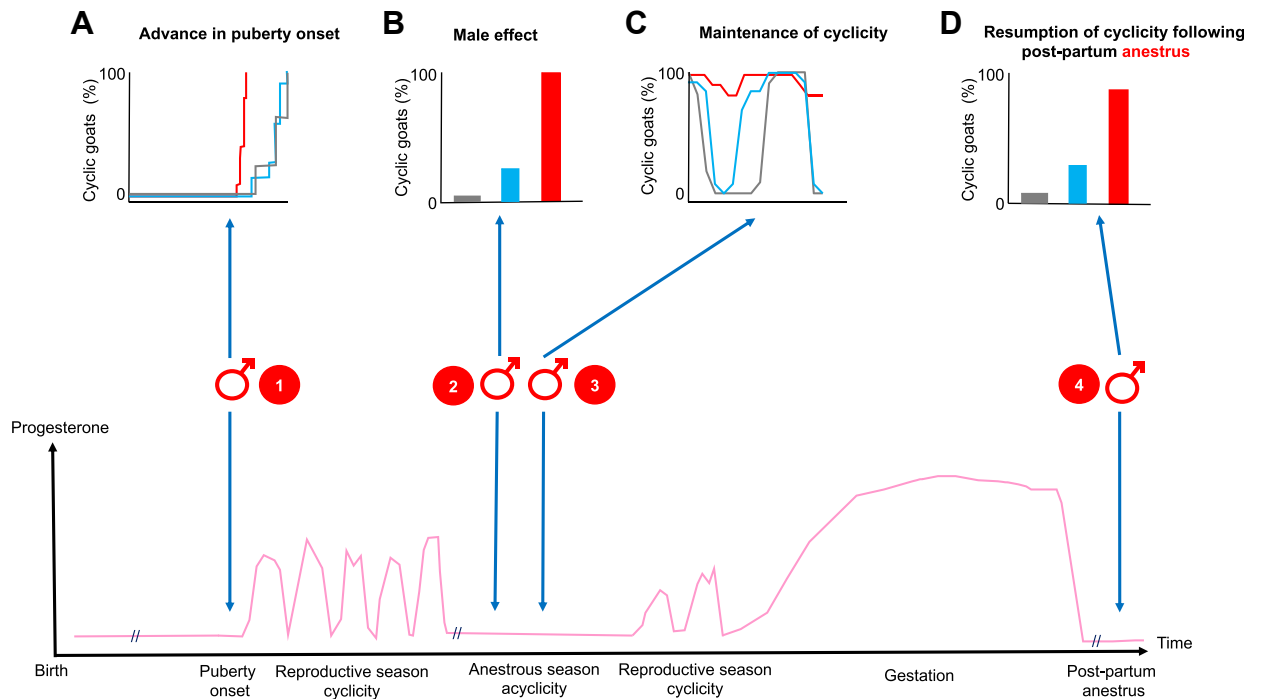 A
Advance in puberty onset
Cyclic goats (%)
100
0
B
Male effect
Cyclic goats (%)
100
0
C
Maintenance of cyclicity
Cyclic goats (%)
100
0
D
Resumption of cyclicity following
post-partum anestrus
Cyclic goats (%)
100
0
1
2
3
4
Progesterone
Time
Birth
Puberty
onset
Reproductive season
cyclicity
Anestrous season
acyclicity
Reproductive season
cyclicity
Gestation
Post-partum
anestrus